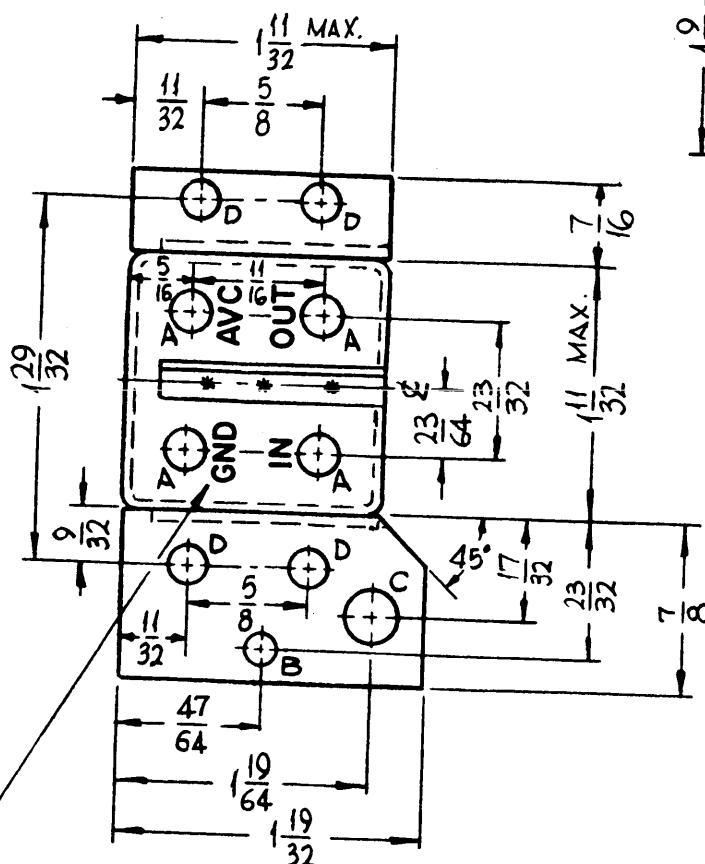 1 11/32 MAX.
1 9
11/32 5/8
D D
7/16
5/16 11/16
AVC OUT
A A
1 29/32
1 11/32 MAX.
* * *
℄
23/64 23/32
GND IN
A A
9/32
D D
45°
17/32
C
23/32
7/8
5/8
11/32
B
47/64
1 19/64
1 19/32